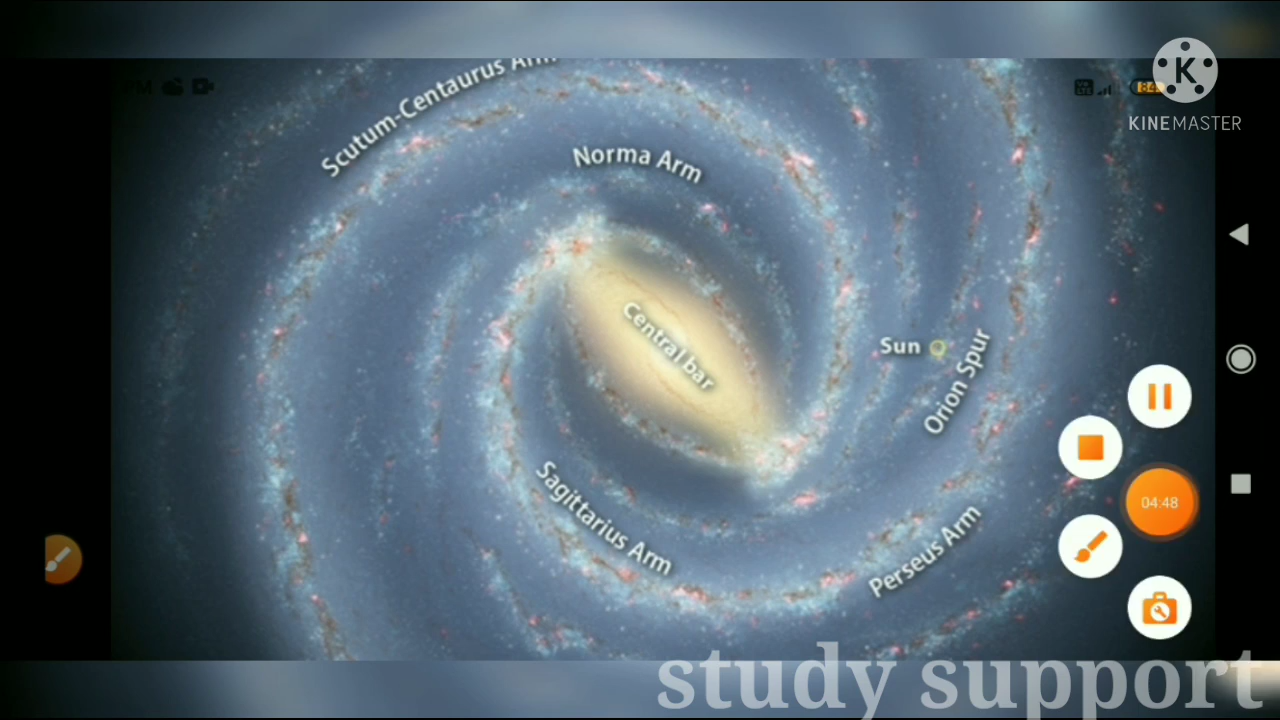 Scutum-Centaurus Arm
84
KINEMASTER
Norma Arm
Central bar
Sun
Orion Spur
04:48
Sagittarius Arm
Perseus Arm
study support